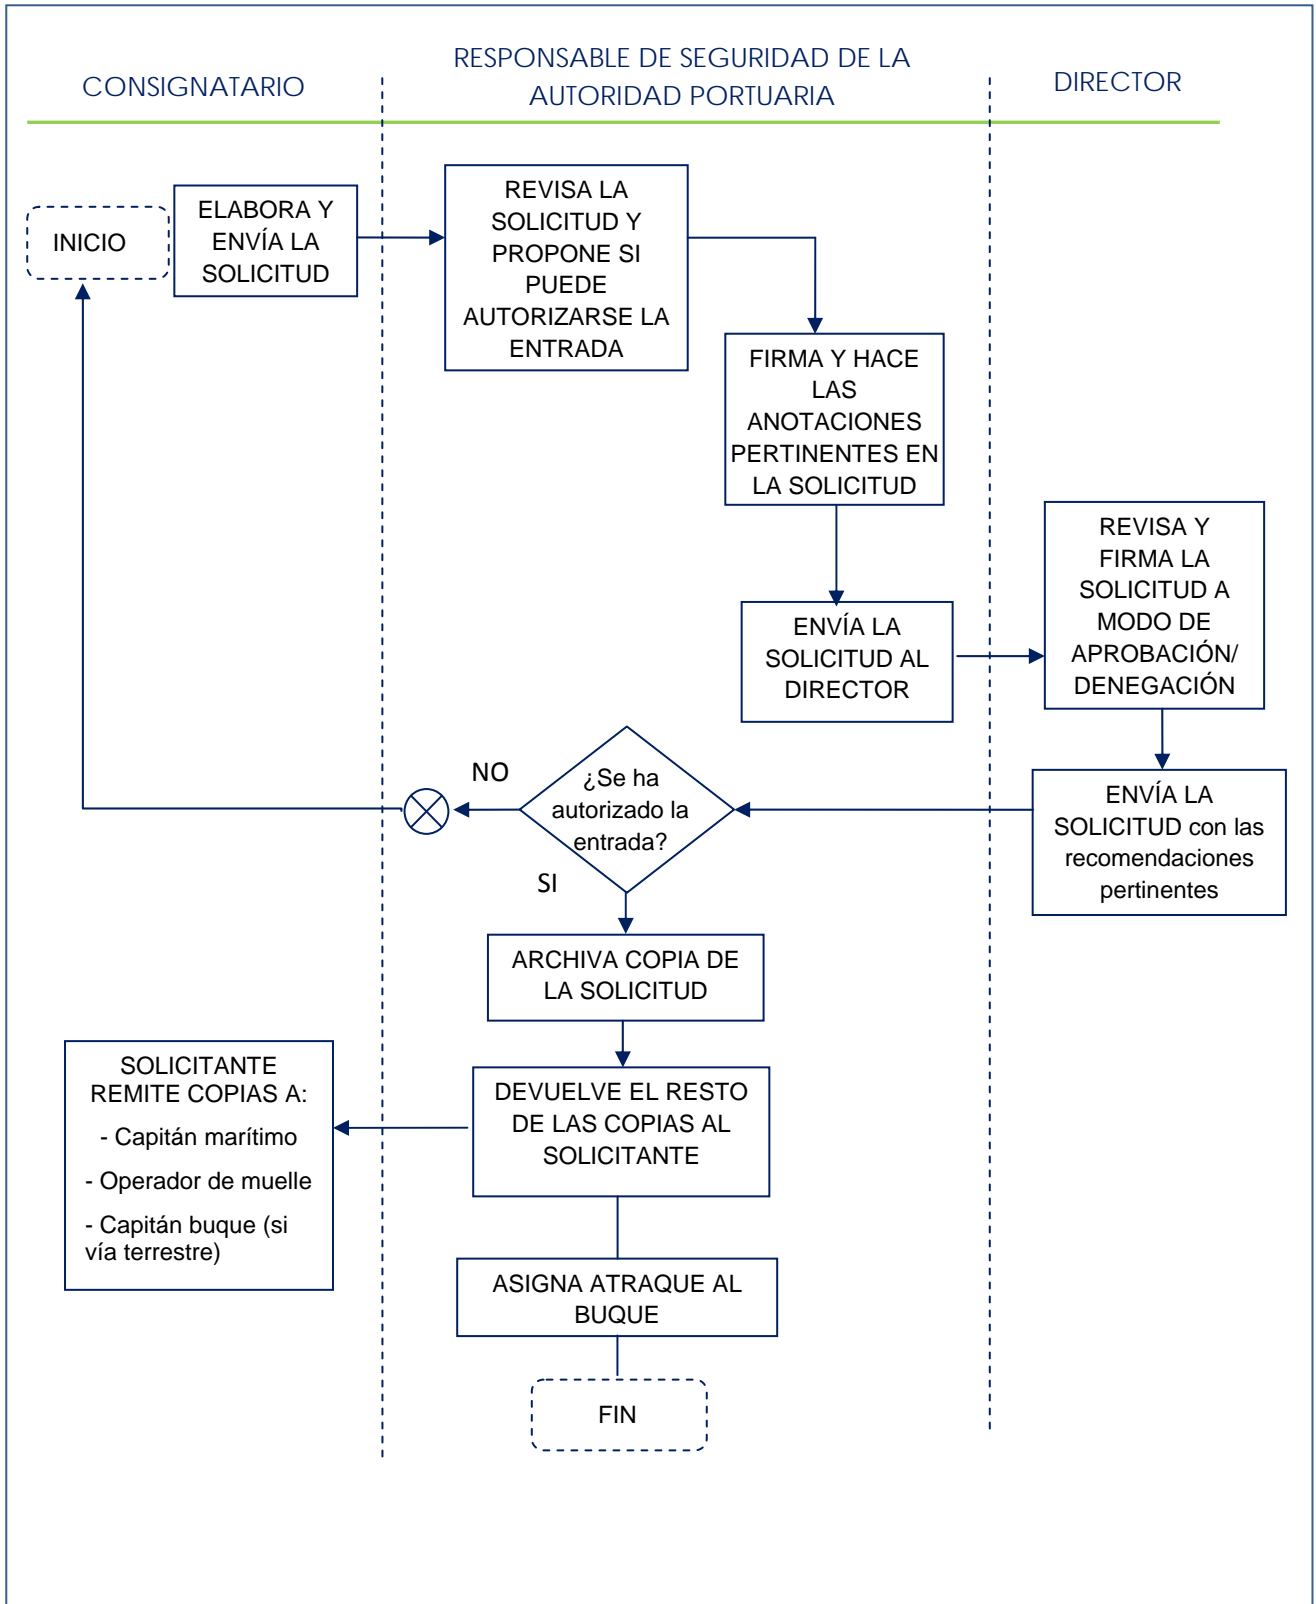 CONSIGNATARIO
RESPONSABLE DE SEGURIDAD DE LA
AUTORIDAD PORTUARIA
DIRECTOR
INICIO
ELABORA Y
ENVÍA LA
SOLICITUD
REVISA LA
SOLICITUD Y
PROPONE SI
PUEDE
AUTORIZARSE LA
ENTRADA
FIRMA Y HACE
LAS
ANOTACIONES
PERTINENTES EN
LA SOLICITUD
ENVÍA LA
SOLICITUD AL
DIRECTOR
REVISA Y
FIRMA LA
SOLICITUD A
MODO DE
APROBACIÓN/
DENEGACIÓN
ENVÍA LA
SOLICITUD con las
recomendaciones
pertinentes
¿Se ha
autorizado la
entrada?
NO
SI
ARCHIVA COPIA DE
LA SOLICITUD
DEVUELVE EL RESTO
DE LAS COPIAS AL
SOLICITANTE
SOLICITANTE
REMITE COPIAS A:
- Capitán marítimo
- Operador de muelle
- Capitán buque (si
vía terrestre)
ASIGNA ATRAQUE AL
BUQUE
FIN